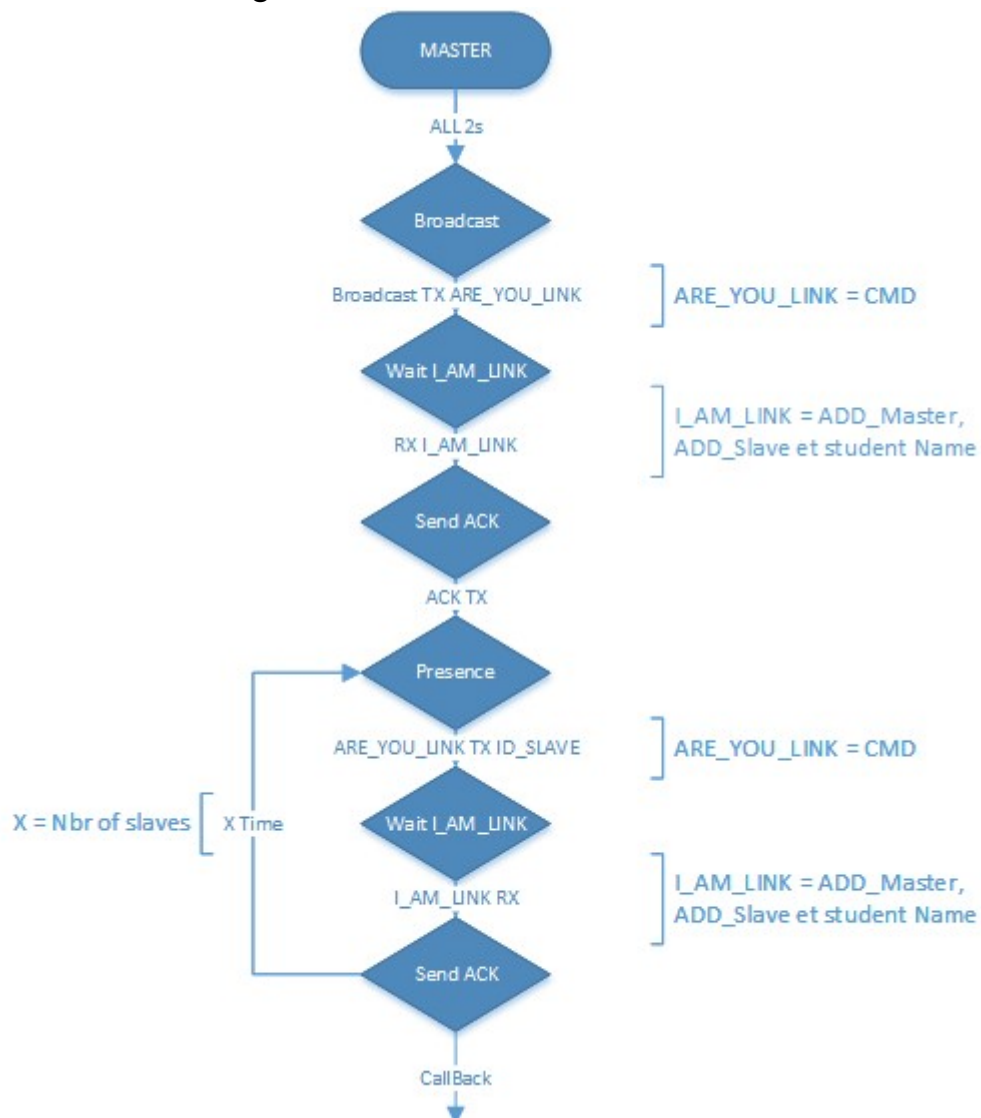 MASTER
ALL 2s
Broadcast
Broadcast TX ARE_YOU_LINK
ARE_YOU_LINK = CMD
Wait I_AM_LINK
I_AM_LINK = ADD_Master,
ADD_Slave et student Name
RX I_AM_LINK
Send ACK
ACK TX
Presence
ARE_YOU_LINK TX ID_SLAVE
ARE_YOU_LINK = CMD
X = Nbr of slaves
X Time
Wait I_AM_LINK
I_AM_LINK RX
I_AM_LINK = ADD_Master,
ADD_Slave et student Name
Send ACK
CallBack